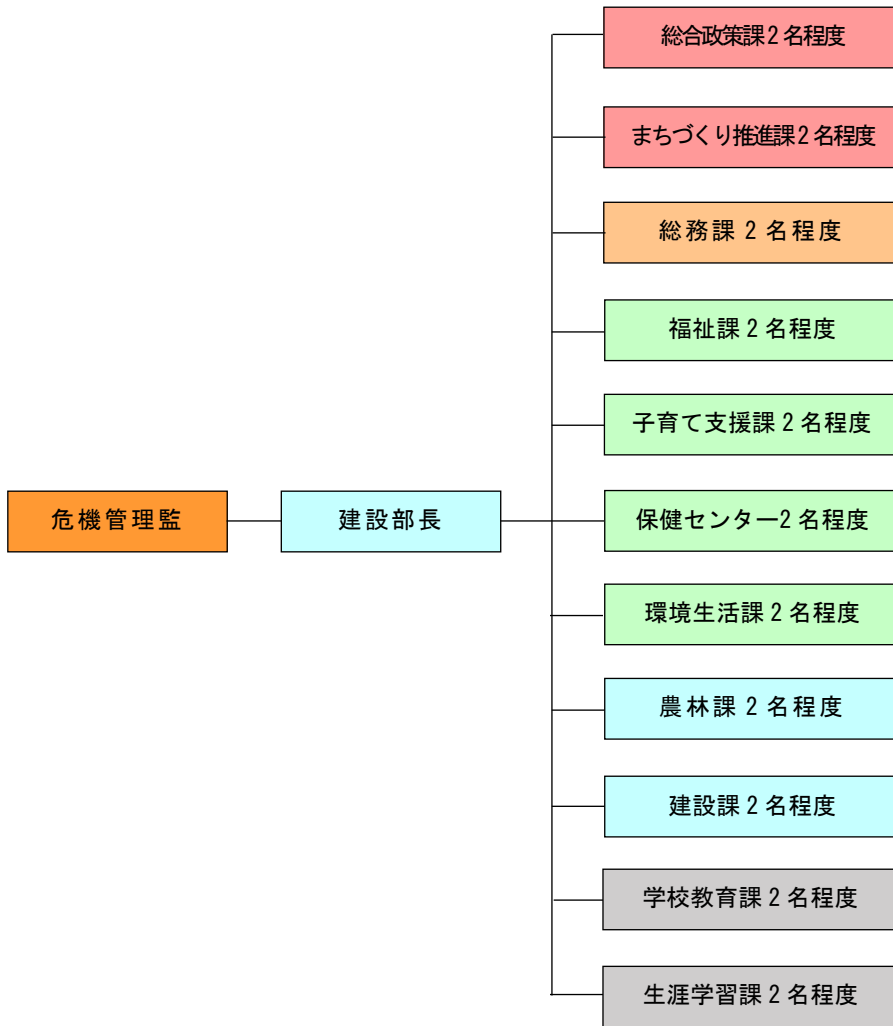 総合政策課2名程度
まちづくり推進課2名程度
総務課2名程度
福祉課2名程度
子育て支援課2名程度
危機管理監
建設部長
保健センター2名程度
環境生活課2名程度
農林課2名程度
建設課2名程度
学校教育課2名程度
生涯学習課2名程度